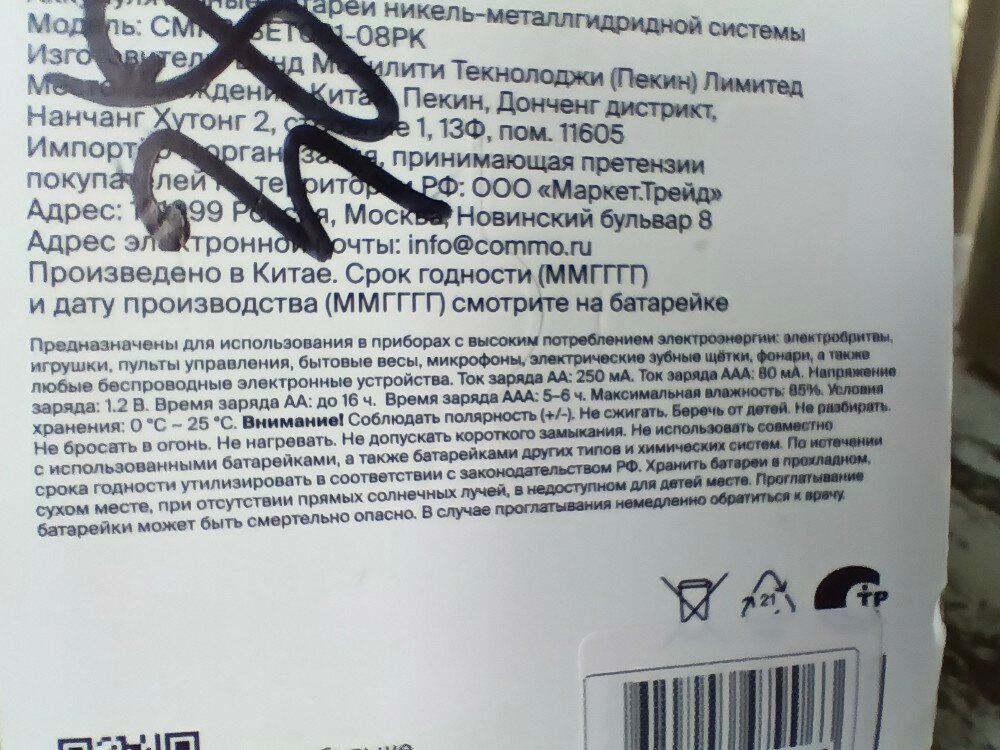 батареи никель-металлгидридной системы
Модель:
Мобилити Текнолоджи (Пекин) Лимитед
Пекин, Дончег дистрикт,
Нанчанг Хутонг 2, 1, 13Ф, пом. 11605
принимающая претензии
РФ: ООО «Маркет.Трейд»
Адрес: Москва, Новинский бульвар 8
Адрес электронной почты: info@commo.ru
Произведено в Китае. Срок годности (ММГГГГ)
и дату производства (ММГГГГ) смотрите на батарейке
Предназначены для использования в приборах с высоким потреблением электроэнергии: электробритвы,
игрушки, пульты управления, бытовые весы, микрофоны, электрические зубные щётки, фонари, а также
любые беспроводные электронные устройства. Ток заряда АА: 250 мА. Ток заряда ААА: 80 мА. Напряжение
заряда: 1.2 В. Время заряда АА: до 16 ч. Время заряда ААА: 5–6 ч. Максимальная влажность: 85%. Условия
хранения: 0 °C ~ 25 °C. Внимание! Соблюдать полярность (+/-). Не сжигать. Беречь от детей. Не разбирать.
Не бросать в огонь. Не нагревать. Не допускать короткого замыкания. Не использовать совместно
с использованными батарейками, а также батарейками других типов и химических систем. По истечении
срока годности утилизировать в соответствии с законодательством РФ. Хранить батареи в прохладном,
сухом месте, при отсутствии прямых солнечных лучей, в недоступном для детей месте. Проглатывание
батарейки может быть смертельно опасно. В случае проглатывания немедленно обратиться к врачу.
21
ТР